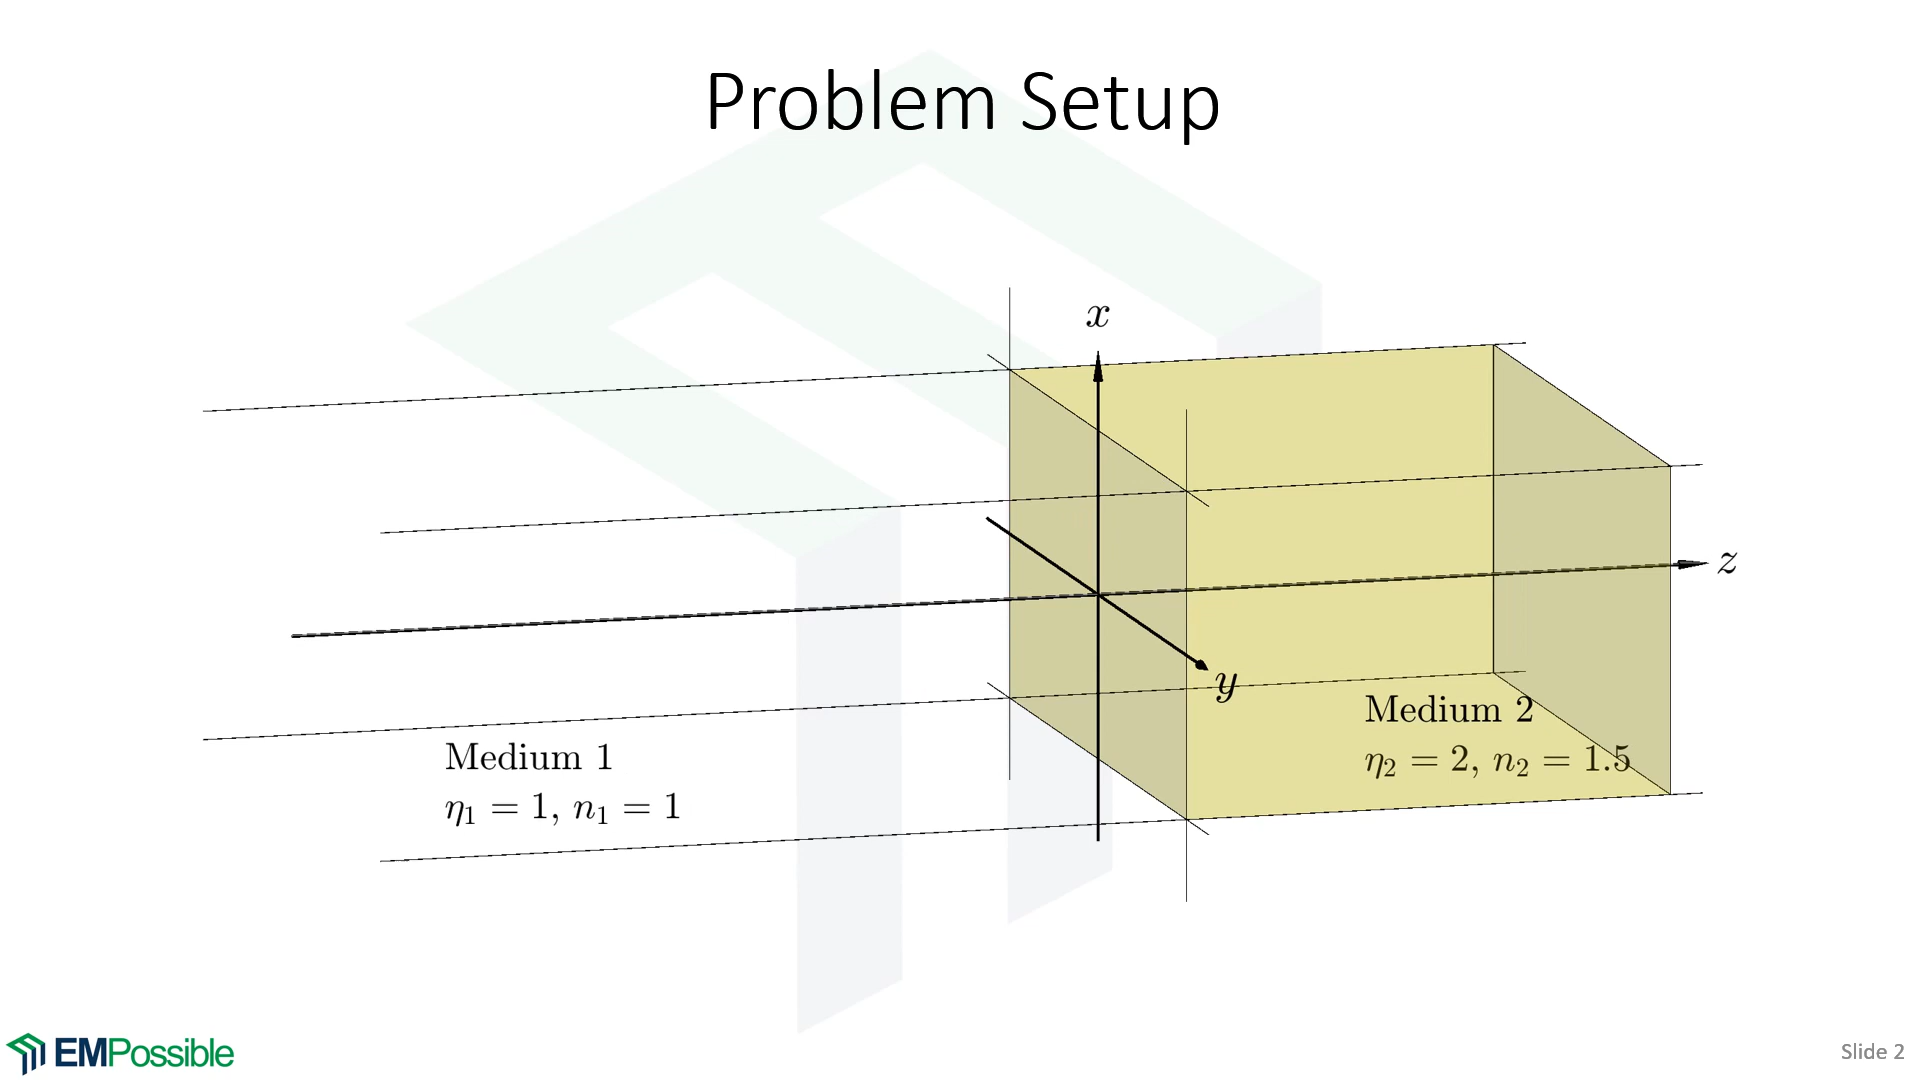 Problem Setup
x
z
y
Medium 2
η₂ = 2, n₂ = 1.5
Medium 1
η₁ = 1, n₁ = 1
EMPossible
Slide 2